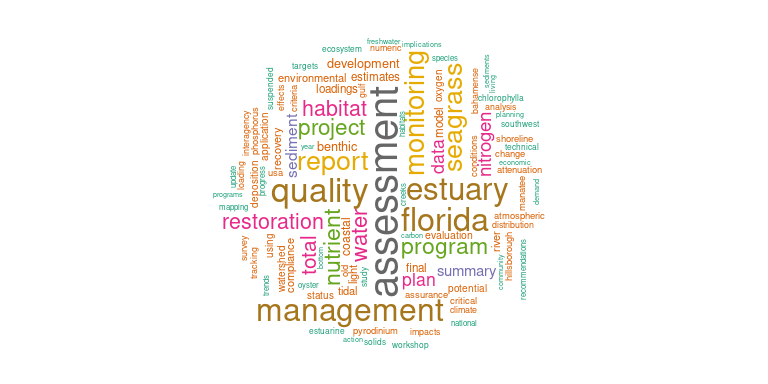 freshwater
ecosystem
numeric
implications
species
targets
development
monitoring
environmental
estimates
suspended
effects
criteria
loadings
gulf
oxygen
seagrass
bahamense
sediments
living
chlorophylla
analysis
planning
southwest
habitat
project
habitats
assessment
interagency
phosphorus
application
recovery
sediment
year
benthic
data
model
nitrogen
conditions
shoreline
technical
change
economic
attenuation
report
update
loading
progress
deposition
usa
quality
creeks
estuary
manatee
demand
programs
mapping
restoration
nutrient
water
coastal
florida
atmospheric
distribution
carbon
evaluation
river
hillsborough
survey
tracking
using
watershed
compliance
total
bottom
old
light
study
program
final
summary
plan
community
recommendations
trends
oyster
status
tidal
assurance
potential
critical
climate
management
national
estuarine
pyrodinium
impacts
action
solids
workshop